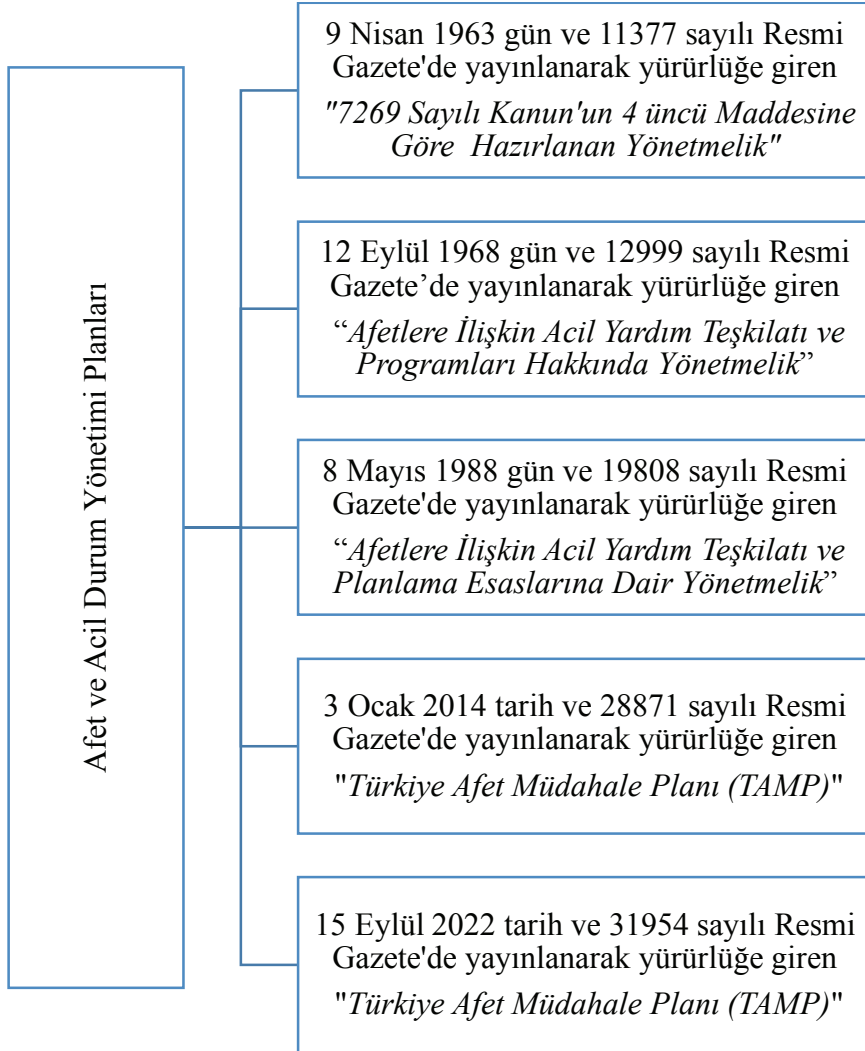 Afet ve Acil Durum Yönetimi Planları
9 Nisan 1963 gün ve 11377 sayılı Resmi
Gazete'de yayınlanarak yürürlüğe giren
"7269 Sayılı Kanun'un 4 üncü Maddesine
Göre Hazırlanan Yönetmelik"
12 Eylül 1968 gün ve 12999 sayılı Resmi
Gazete’de yayınlanarak yürürlüğe giren
“Afetlere İlişkin Acil Yardım Teşkilatı ve
Programları Hakkında Yönetmelik”
8 Mayıs 1988 gün ve 19808 sayılı Resmi
Gazete'de yayınlanarak yürürlüğe giren
“Afetlere İlişkin Acil Yardım Teşkilatı ve
Planlama Esaslarına Dair Yönetmelik”
3 Ocak 2014 tarih ve 28871 sayılı Resmi
Gazete'de yayınlanarak yürürlüğe giren
"Türkiye Afet Müdahale Planı (TAMP)"
15 Eylül 2022 tarih ve 31954 sayılı Resmi
Gazete'de yayınlanarak yürürlüğe giren
"Türkiye Afet Müdahale Planı (TAMP)"